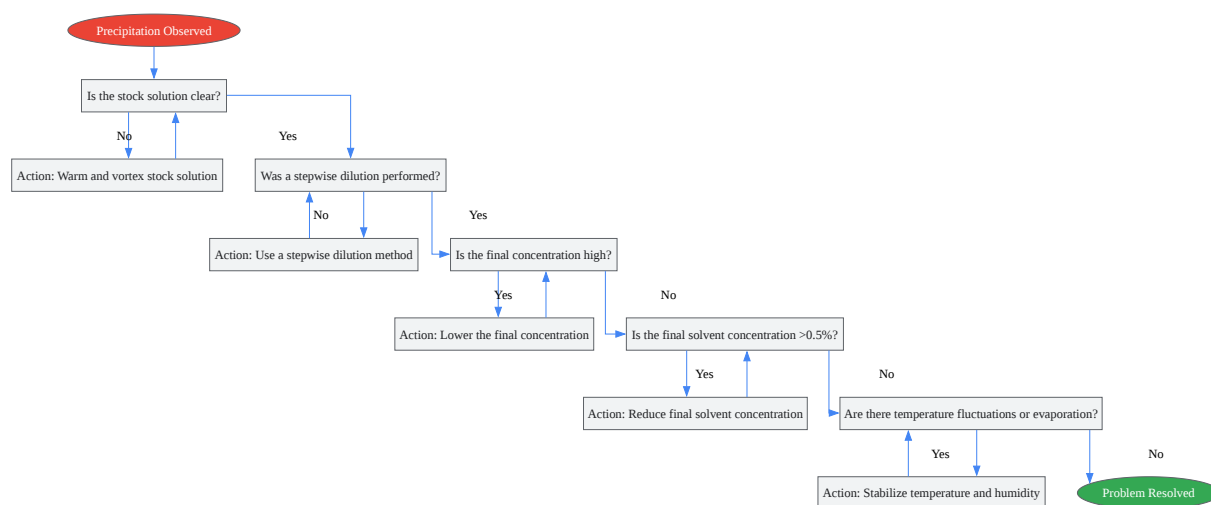 Precipitation Observed
Is the stock solution clear?
No
Yes
Action: Warm and vortex stock solution
Was a stepwise dilution performed?
No
Yes
Action: Use a stepwise dilution method
Is the final concentration high?
Yes
No
Action: Lower the final concentration
Is the final solvent concentration >0.5%?
Yes
No
Action: Reduce final solvent concentration
Are there temperature fluctuations or evaporation?
Yes
No
Action: Stabilize temperature and humidity
Problem Resolved